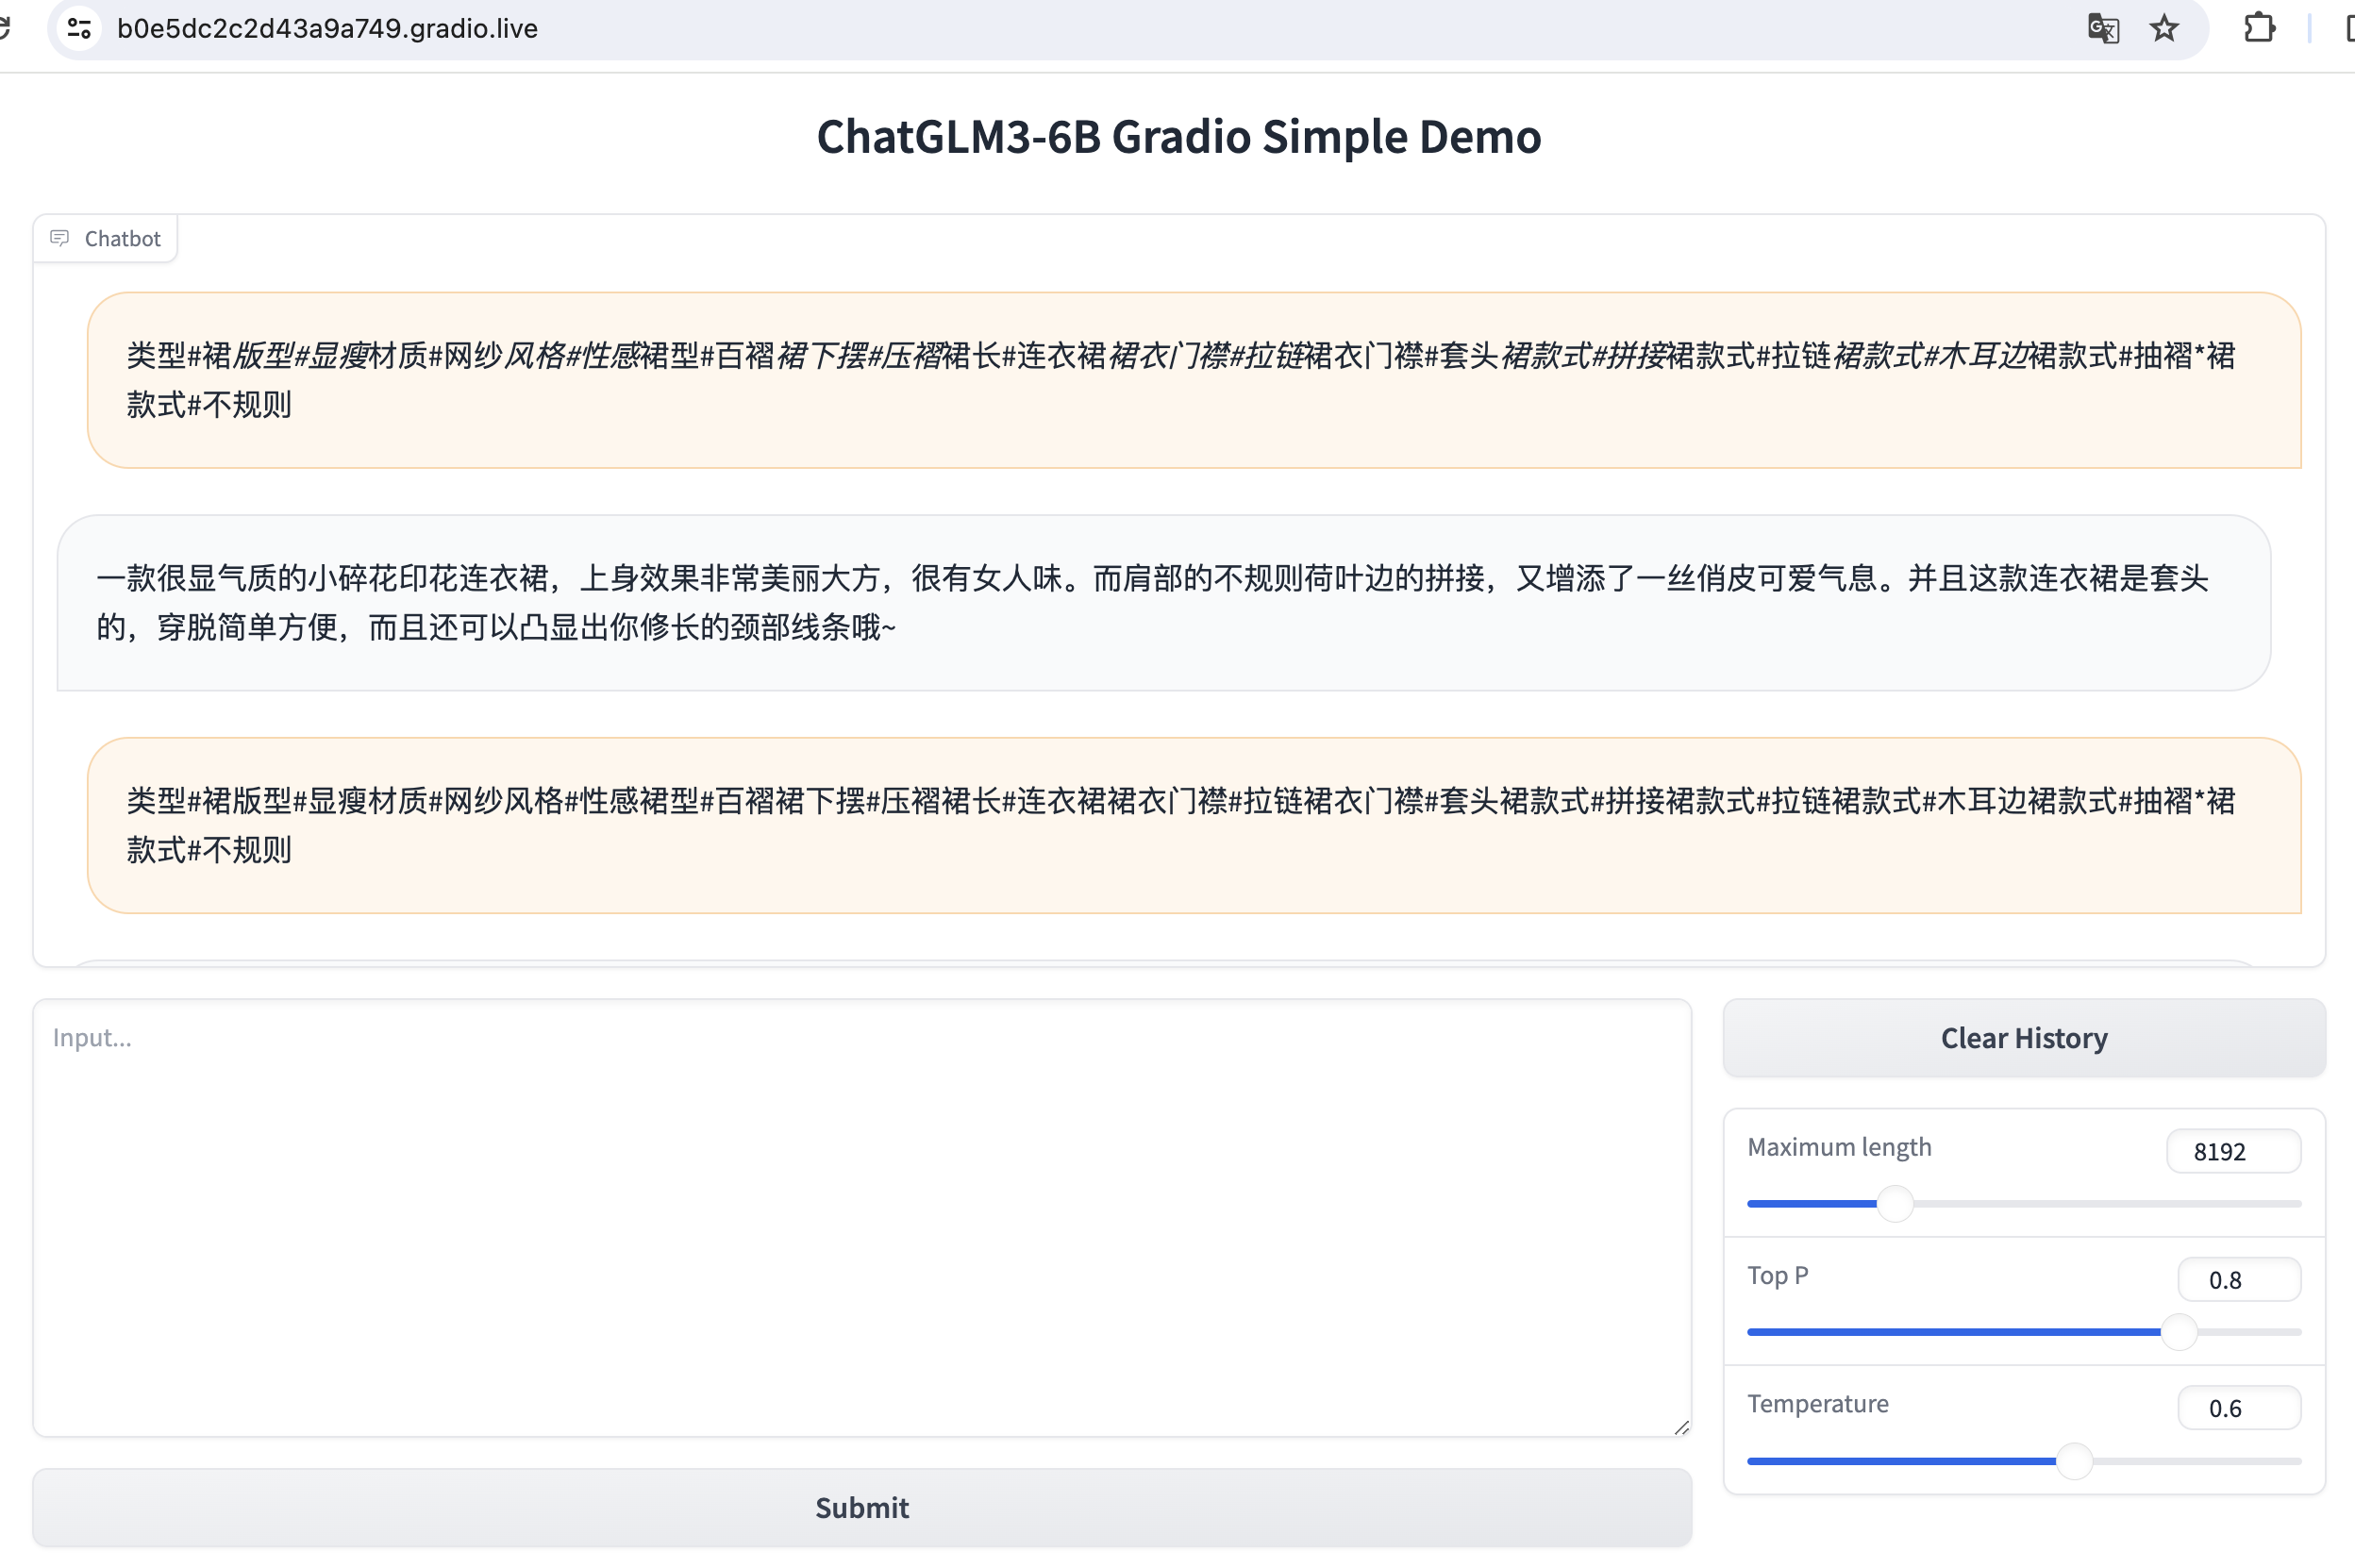 b0e5dc2c2d43a9a749.gradio.live
ChatGLM3-6B Gradio Simple Demo
Chatbot
类型#裙版型#显瘦材质#网纱风格#性感裙型#百褶裙下摆#压褶裙长#连衣裙裙衣门襟#拉链裙衣门襟#套头裙款式#拼接裙款式#拉链裙款式#木耳边裙款式#抽褶*裙
款式#不规则
一款很显气质的小碎花印花连衣裙，上身效果非常美丽大方，很有女人味。而肩部的不规则荷叶边的拼接，又增添了一丝俏皮可爱气息。并且这款连衣裙是套头
的，穿脱简单方便，而且还可以凸显出你修长的颈部线条哦~
类型#裙版型#显瘦材质#网纱风格#性感裙型#百褶裙下摆#压褶裙长#连衣裙裙衣门襟#拉链裙衣门襟#套头裙款式#拼接裙款式#拉链裙款式#木耳边裙款式#抽褶*裙
款式#不规则
Input...
Clear History
Maximum length
8192
Top P
0.8
Temperature
0.6
Submit